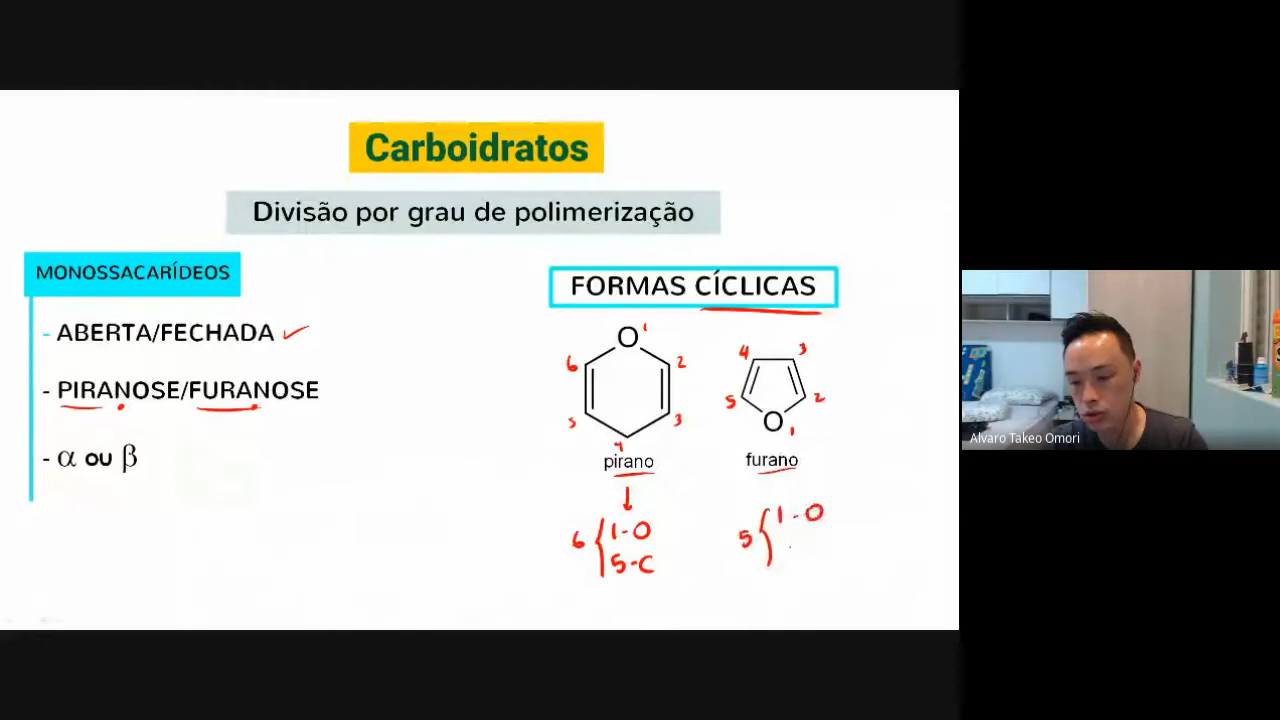 Carboidratos
Divisão por grau de polimerização
MONOSSACARÍDEOS
- ABERTA/FECHADA
- PIRANOSE/FURANOSE
- α ou β
FORMAS CÍCLICAS
O 1
6 2
5 3
4
pirano
6 { 1-O
5-C
4 3
5 2
O 1
furano
5 { 1-O
Alvaro Takeo Omori